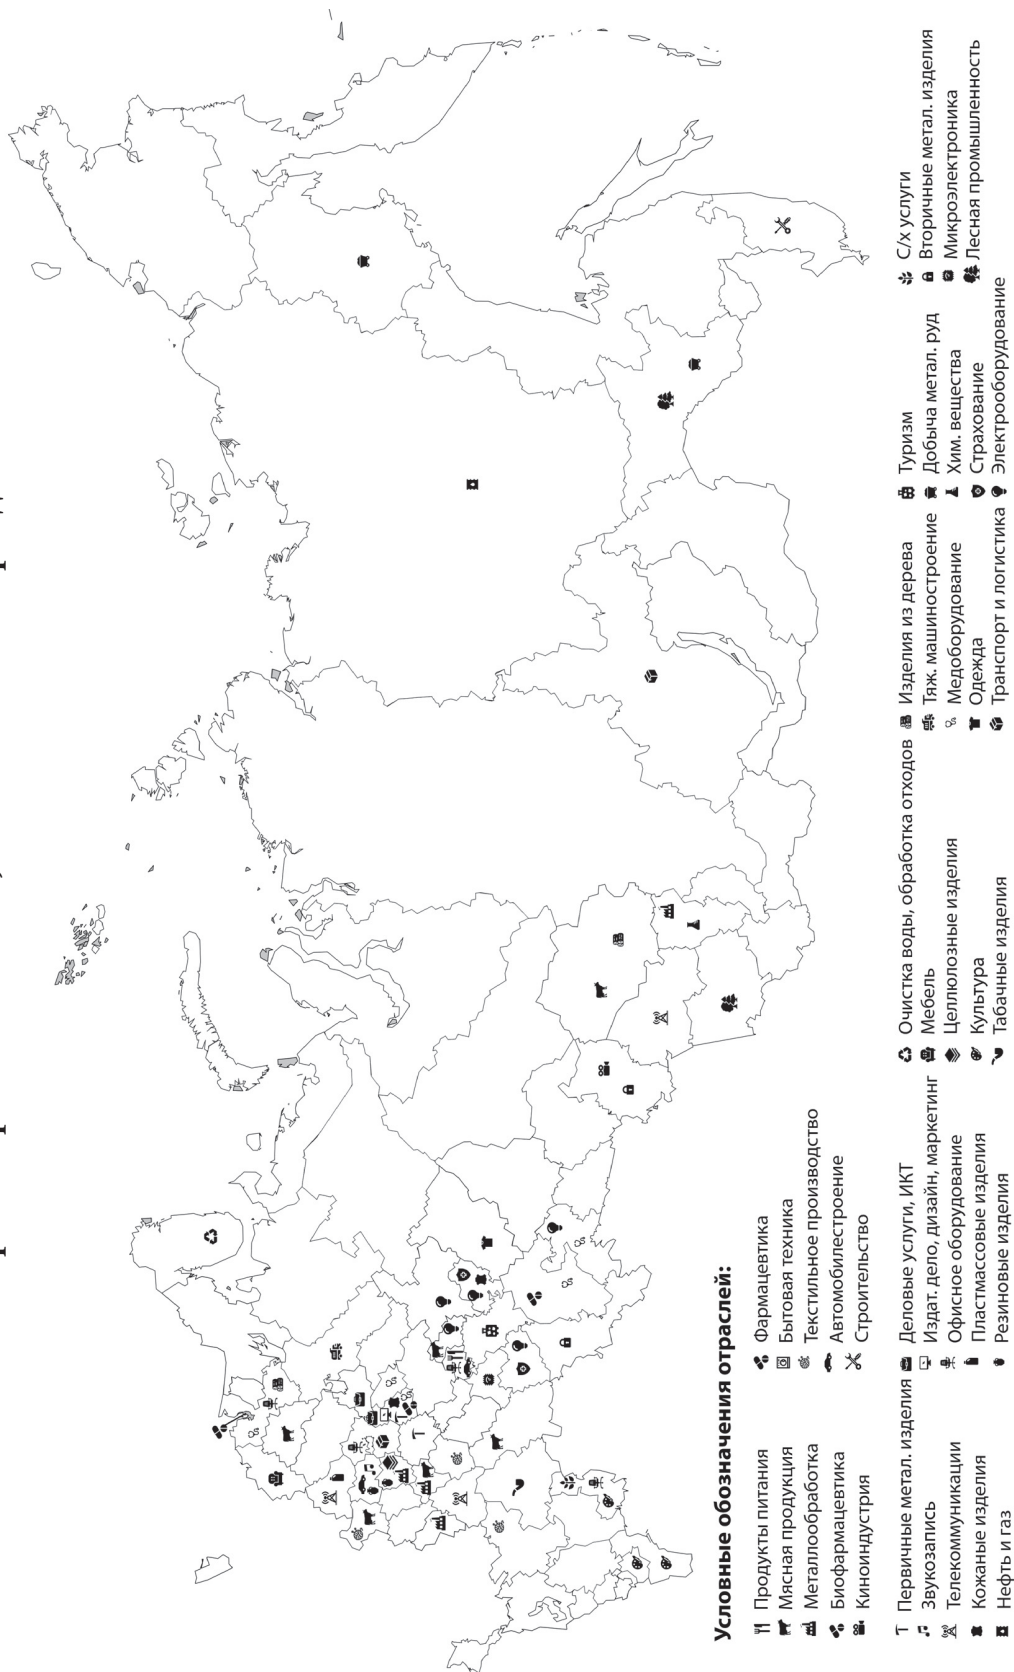 Условные обозначения отраслей:
Продукты питания
Мясная продукция
Металлообработка
Биофармацевтика
Киноиндустрия
Фармацевтика
Бытовая техника
Текстильное производство
Автомобилестроение
Строительство
Первичные метал. изделия
Звукозапись
Телекоммуникации
Кожаные изделия
Нефть и газ
Деловые услуги, ИКТ
Издат. дело, дизайн, маркетинг
Офисное оборудование
Пластмассовые изделия
Резиновые изделия
Очистка воды, обработка отходов
Мебель
Целлюлозные изделия
Культура
Табачные изделия
Изделия из дерева
Тяж. машиностроение
Медоборудование
Одежда
Транспорт и логистика
Туризм
Добыча метал. руд
Хим. вещества
Страхование
Электрооборудование
С/х услуги
Вторичные метал. изделия
Микроэлектроника
Лесная промышленность